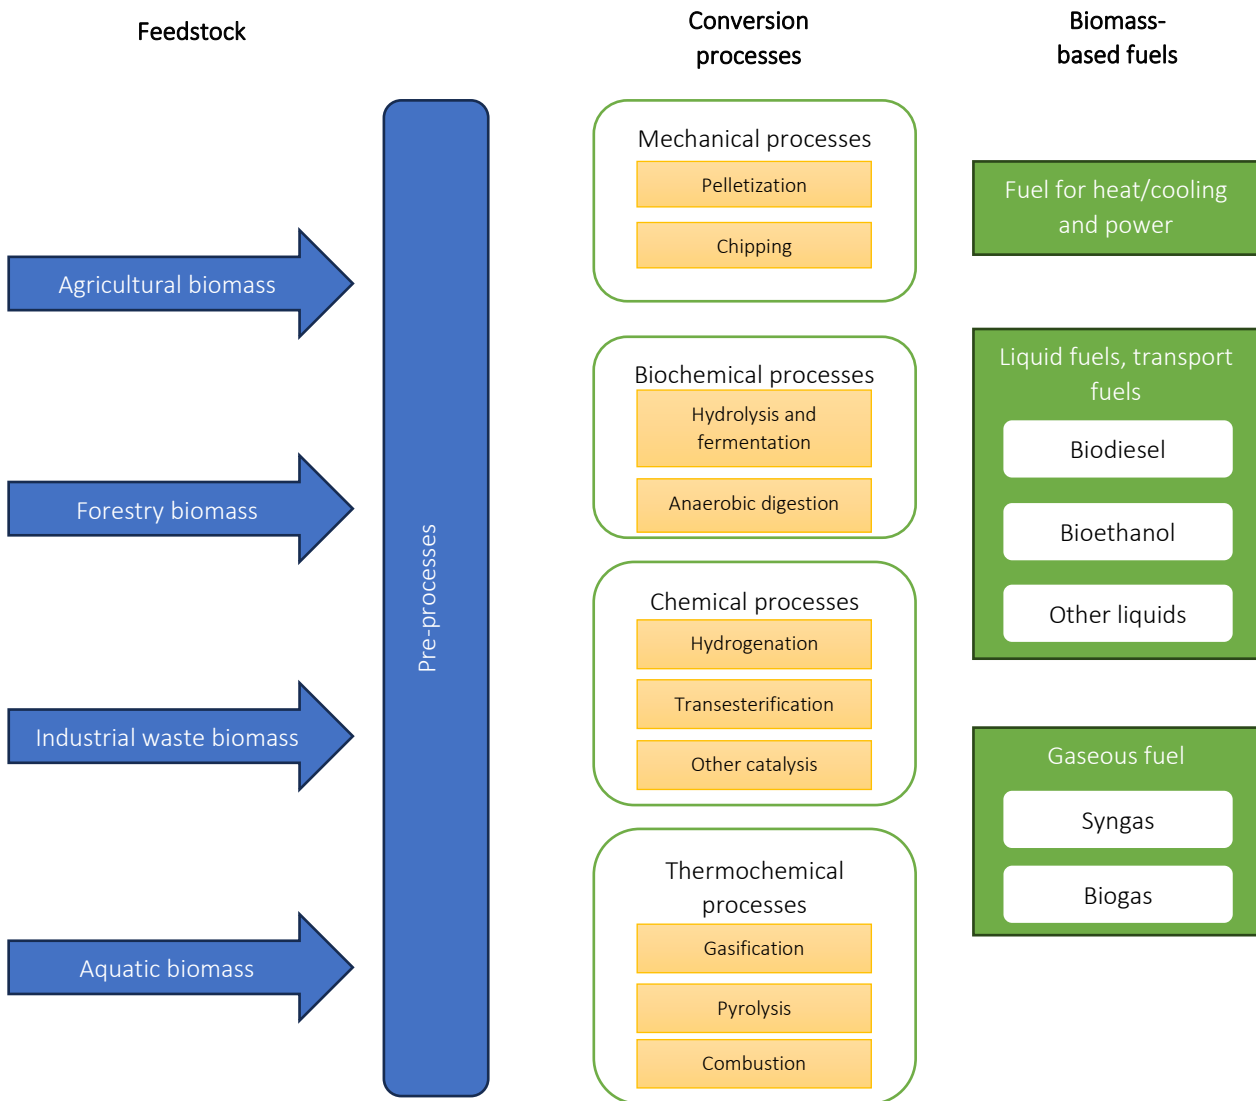 Feedstock
Conversion
processes
Biomass-
based fuels
Agricultural biomass
Forestry biomass
Industrial waste biomass
Aquatic biomass
Pre-processes
Mechanical processes
Pelletization
Chipping
Biochemical processes
Hydrolysis and
fermentation
Anaerobic digestion
Chemical processes
Hydrogenation
Transesterification
Other catalysis
Thermochemical
processes
Gasification
Pyrolysis
Combustion
Fuel for heat/cooling
and power
Liquid fuels, transport
fuels
Biodiesel
Bioethanol
Other liquids
Gaseous fuel
Syngas
Biogas